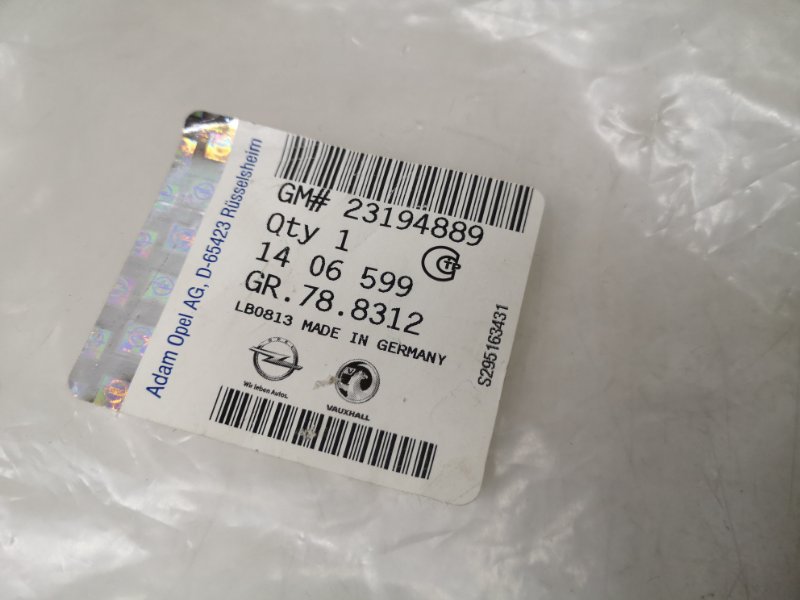 Adam Opel AG, D-65423 Rüsselsheim
GM# 23194889
Qty 1
14 06 599
GR.78.8312
LB0813 MADE IN GERMANY
OPEL
Wir leben Autos.
VAUXHALL
S295163431